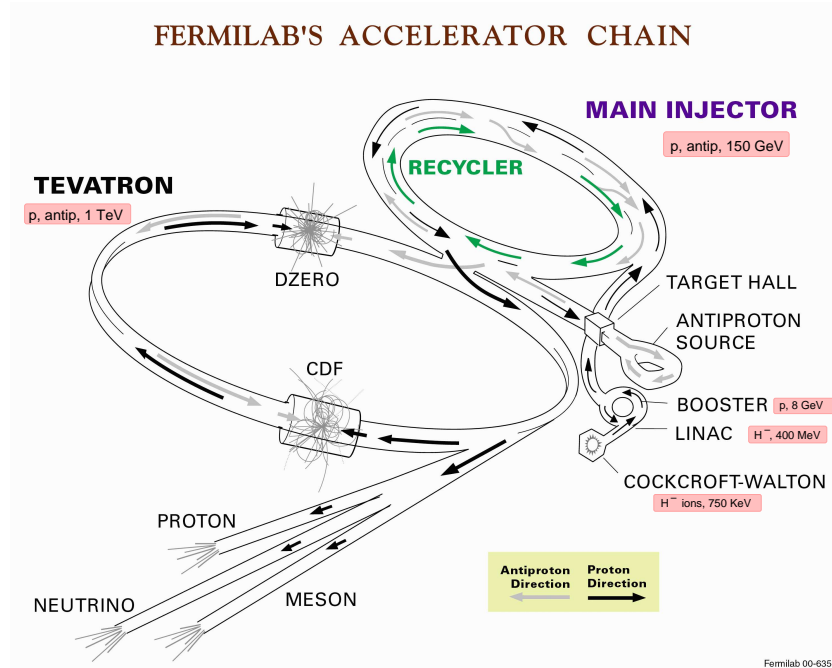 FERMILAB'S ACCELERATOR CHAIN
MAIN INJECTOR
p, antip, 150 GeV
RECYCLER
TEVATRON
p, antip, 1 TeV
DZERO
TARGET HALL
ANTIPROTON
SOURCE
CDF
BOOSTER
p, 8 GeV
LINAC
H⁻, 400 MeV
COCKCROFT-WALTON
H⁻ ions, 750 KeV
PROTON
NEUTRINO
MESON
Antiproton
Direction
Proton
Direction
Fermilab 00-635